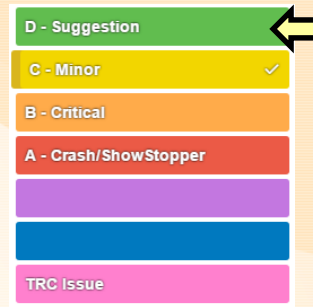 D - Suggestion
C - Minor
B - Critical
A - Crash/ShowStopper
TRC Issue